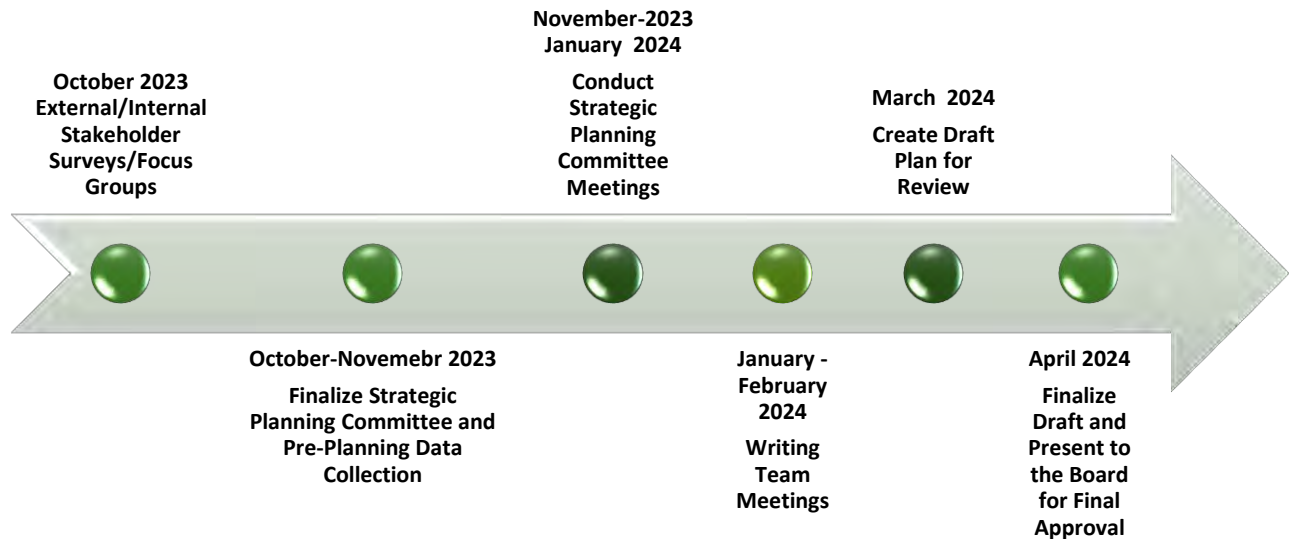 October 2023
External/Internal
Stakeholder
Surveys/Focus
Groups
October-Novemebr 2023
Finalize Strategic
Planning Committee and
Pre-Planning Data
Collection
November-2023
January 2024
Conduct
Strategic
Planning
Committee
Meetings
January -
February
2024
Writing
Team
Meetings
March 2024
Create Draft
Plan for
Review
April 2024
Finalize
Draft and
Present to
the Board
for Final
Approval